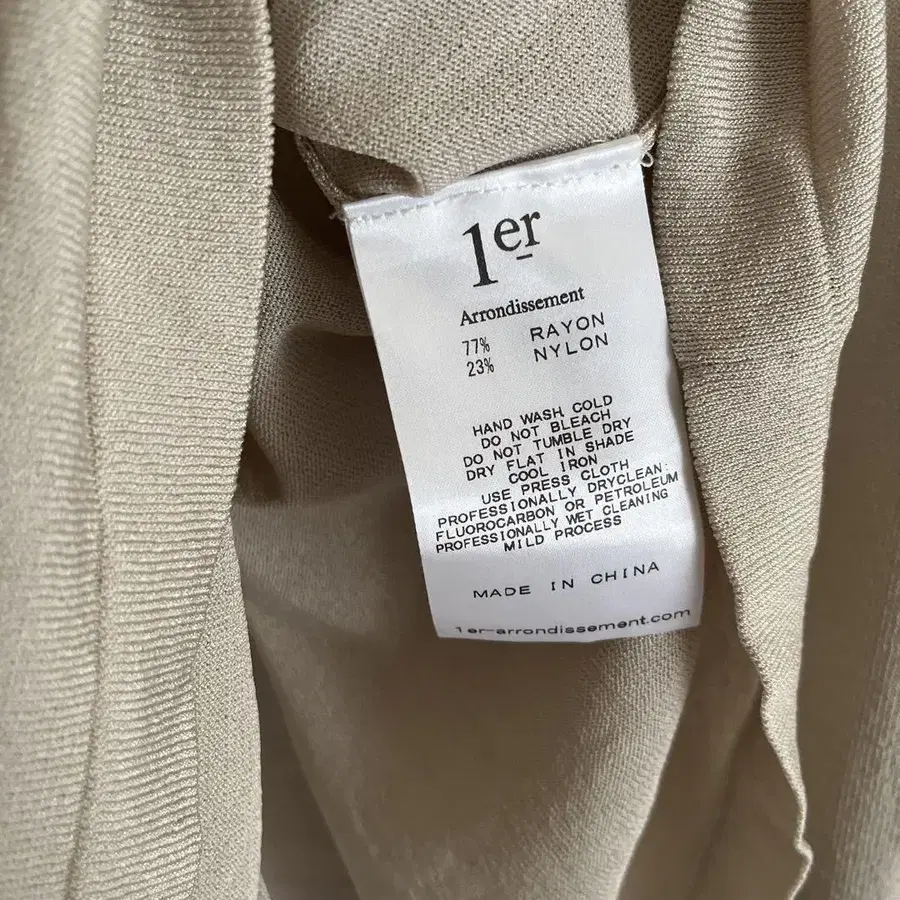 1er
Arrondissement
77% RAYON
23% NYLON
HAND WASH COLD
DO NOT BLEACH
DO NOT TUMBLE DRY
DRY FLAT IN SHADE
COOL IRON
USE PRESS CLOTH
PROFESSIONALLY DRYCLEAN:
FLUOROCARBON OR PETROLEUM
PROFESSIONALLY WET CLEANING
MILD PROCESS
MADE IN CHINA
1er-arrondissement.com